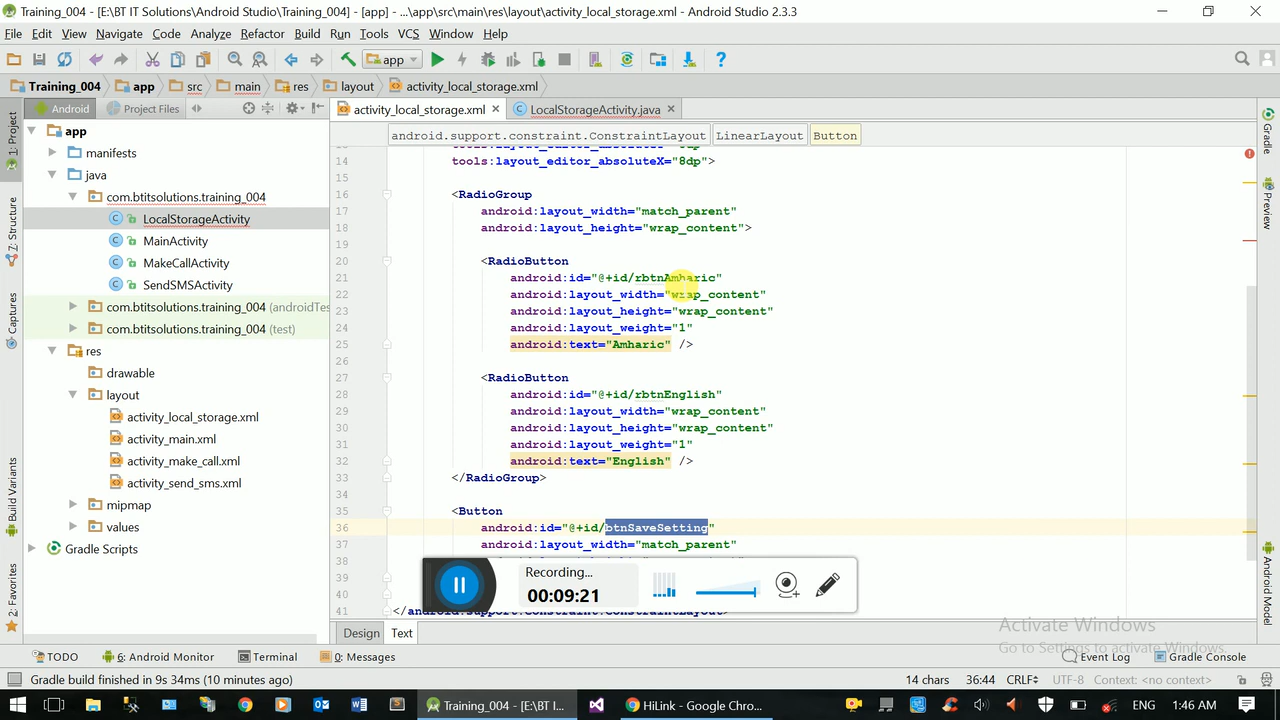 Training_004 - [E:\BT IT Solutions\Android Studio\Training_004] - [app] - ...\app\src\main\res\layout\activity_local_storage.xml - Android Studio 2.3.3
File Edit View Navigate Code Analyze Refactor Build Run Tools VCS Window Help
app
Training_004 app src main res layout activity_local_storage.xml
Android Project Files activity_local_storage.xml LocalStorageActivity.java
android.support.constraint.ConstraintLayout LinearLayout Button
1: Project
7: Structure
Captures
Build Variants
2: Favorites
app
manifests
java
com.btitsolutions.training_004
LocalStorageActivity
MainActivity
MakeCallActivity
SendSMSActivity
com.btitsolutions.training_004 (androidTes
com.btitsolutions.training_004 (test)
res
drawable
layout
activity_local_storage.xml
activity_main.xml
activity_make_call.xml
activity_send_sms.xml
mipmap
values
Gradle Scripts
14 tools:layout_editor_absoluteX="8dp">
15
16 <RadioGroup
17 android:layout_width="match_parent"
18 android:layout_height="wrap_content">
19
20 <RadioButton
21 android:id="@+id/rbtnAmharic"
22 android:layout_width="wrap_content"
23 android:layout_height="wrap_content"
24 android:layout_weight="1"
25 android:text="Amharic" />
26
27 <RadioButton
28 android:id="@+id/rbtnEnglish"
29 android:layout_width="wrap_content"
30 android:layout_height="wrap_content"
31 android:layout_weight="1"
32 android:text="English" />
33 </RadioGroup>
34
35 <Button
36 android:id="@+id/btnSaveSetting"
37 android:layout_width="match_parent"
38
39
40
41 </android.support.constraint.ConstraintLayout>
Gradle
Preview
Android Model
Recording...
00:09:21
Design Text
Activate Windows
Go to Settings to activate Windows.
TODO 6: Android Monitor Terminal 0: Messages Event Log Gradle Console
Gradle build finished in 9s 34ms (10 minutes ago) 14 chars 36:44 CRLF UTF-8 Context: <no context>
Training_004 - [E:\BT I... HiLink - Google Chro... ENG 1:46 AM